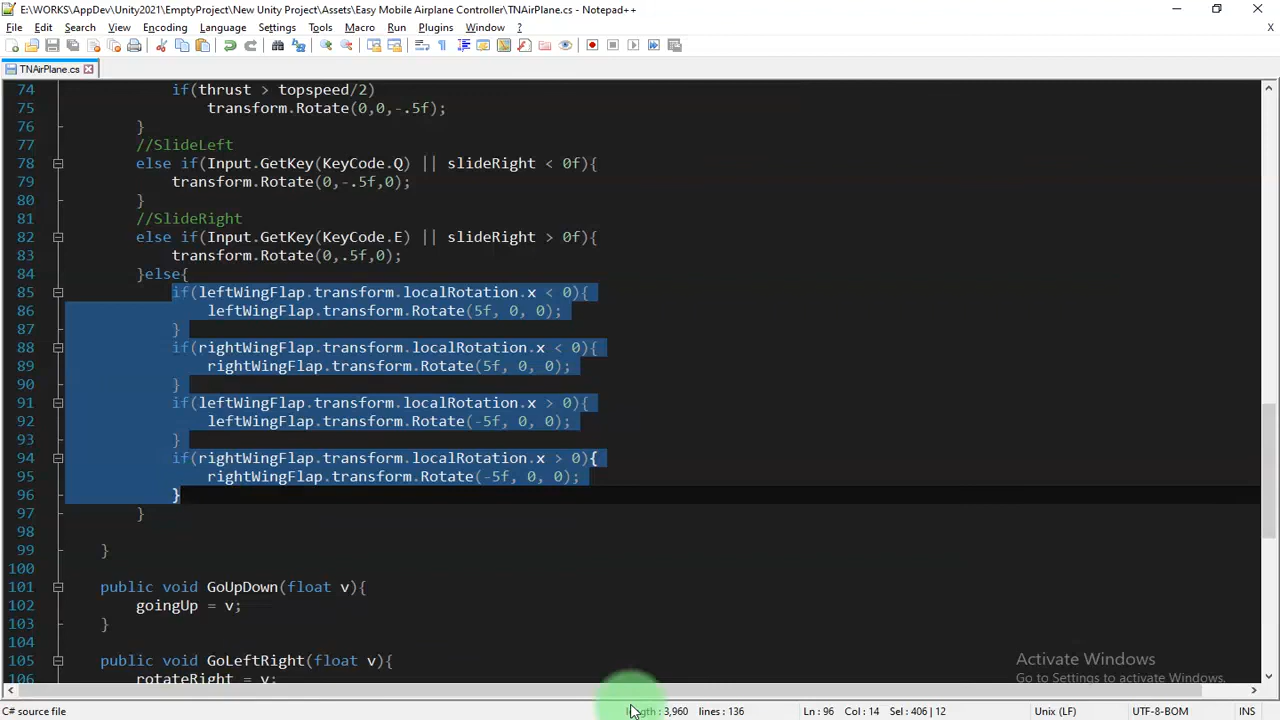 E:\WORKS\AppDev\Unity2021\EmptyProject\New Unity Project\Assets\Easy Mobile Airplane Controller\TNAirPlane.cs - Notepad++
File Edit Search View Encoding Language Settings Tools Macro Run Plugins Window ? X
TNAirPlane.cs
74 if(thrust > topspeed/2)
75 transform.Rotate(0,0,-.5f);
76 }
77 //SlideLeft
78 else if(Input.GetKey(KeyCode.Q) || slideRight < 0f){
79 transform.Rotate(0,-.5f,0);
80 }
81 //SlideRight
82 else if(Input.GetKey(KeyCode.E) || slideRight > 0f){
83 transform.Rotate(0,.5f,0);
84 }else{
85 if(leftWingFlap.transform.localRotation.x < 0){
86 leftWingFlap.transform.Rotate(5f, 0, 0);
87 }
88 if(rightWingFlap.transform.localRotation.x < 0){
89 rightWingFlap.transform.Rotate(5f, 0, 0);
90 }
91 if(leftWingFlap.transform.localRotation.x > 0){
92 leftWingFlap.transform.Rotate(-5f, 0, 0);
93 }
94 if(rightWingFlap.transform.localRotation.x > 0){
95 rightWingFlap.transform.Rotate(-5f, 0, 0);
96 }
97 }
98
99 }
100
101 public void GoUpDown(float v){
102 goingUp = v;
103 }
104
105 public void GoLeftRight(float v){
106 rotateRight = v;
Activate Windows
Go to Settings to activate Windows.
C# source file length : 3,960 lines : 136 Ln : 96 Col : 14 Sel : 406 | 12 Unix (LF) UTF-8-BOM INS